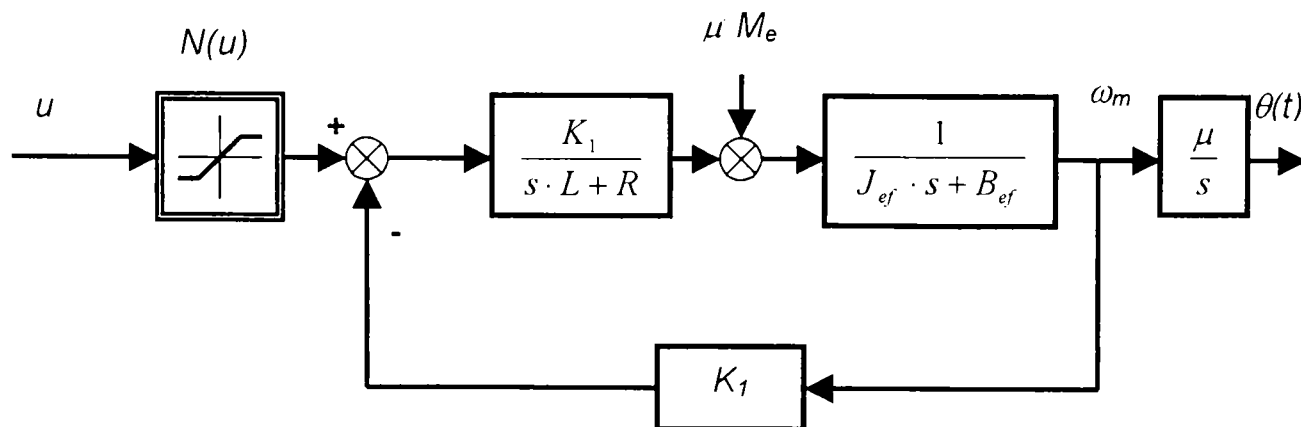 N(u)
μ M_e
u
+
K_1
s · L + R
1
J_ef · s + B_ef
ω_m
μ
s
θ(t)
-
K_1